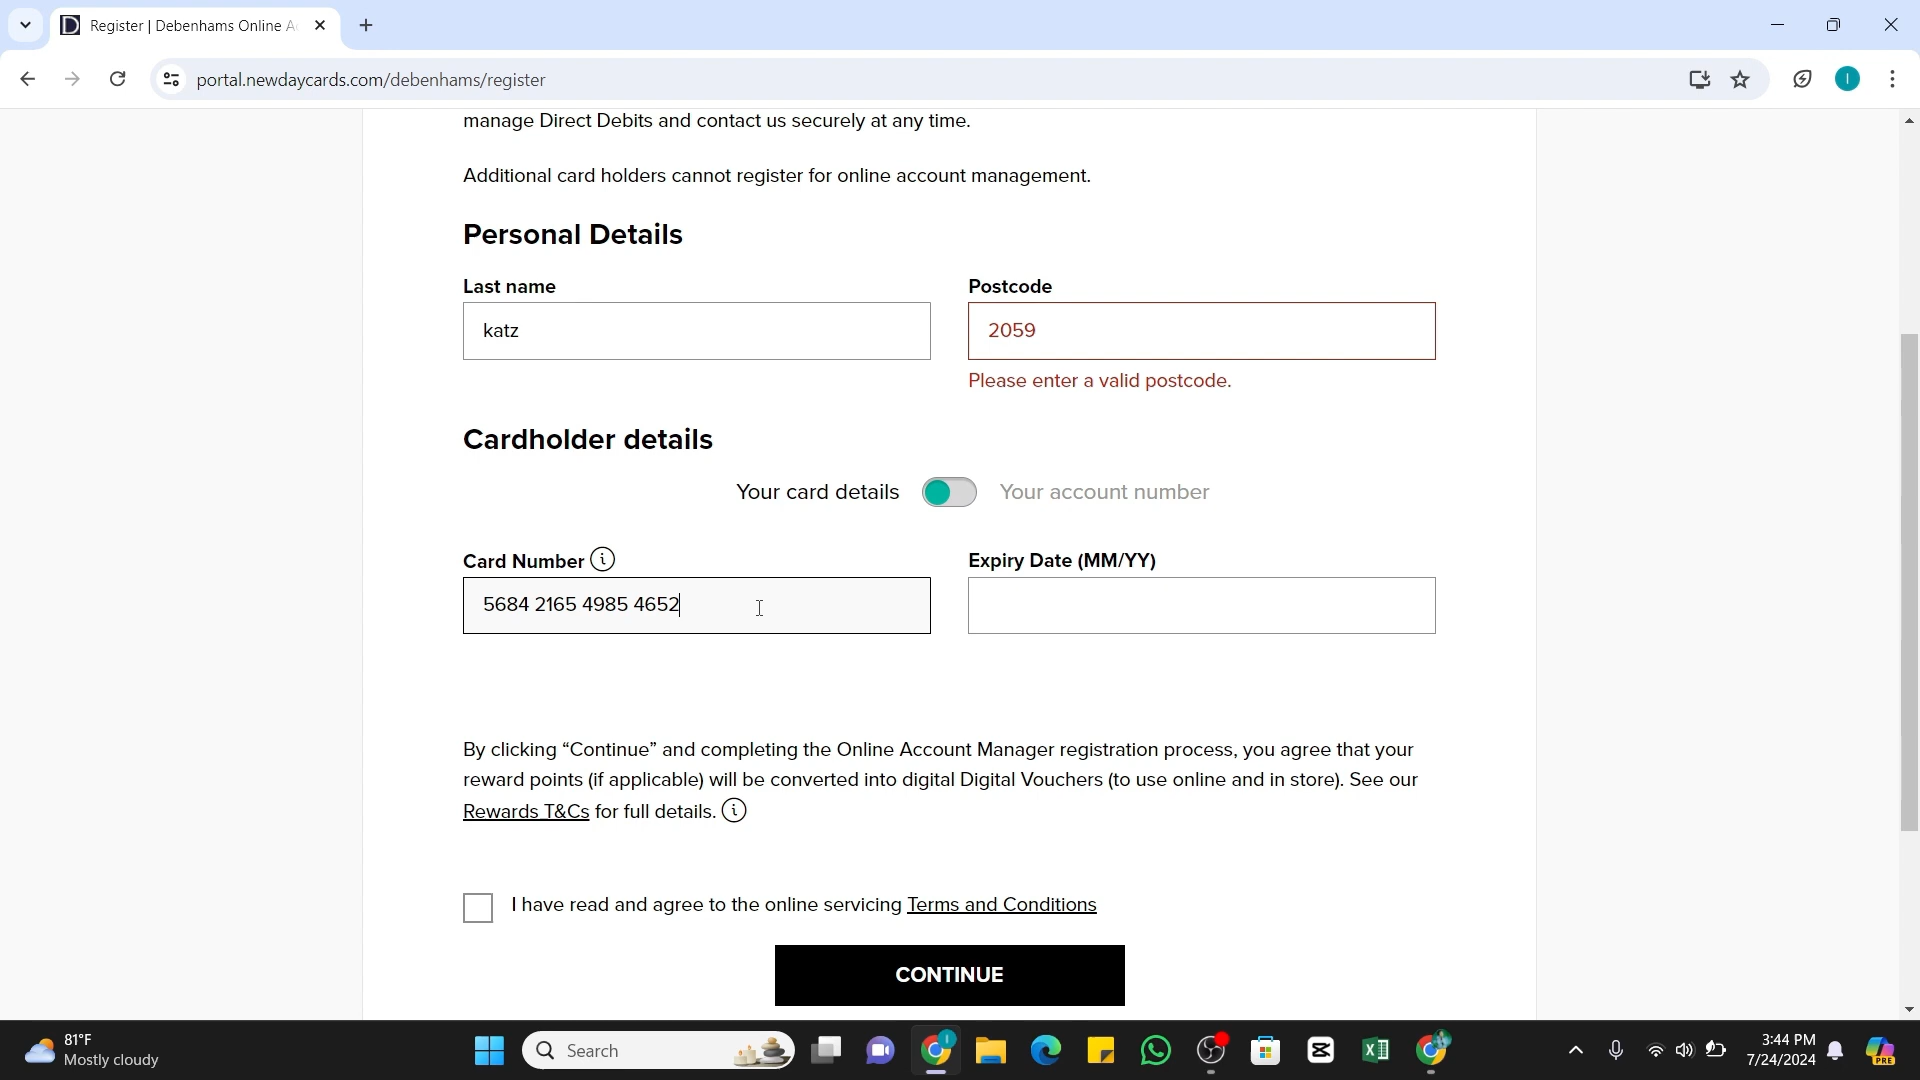 Register | Debenhams Online A
portal.newdaycards.com/debenhams/register
I
manage Direct Debits and contact us securely at any time.
Additional card holders cannot register for online account management.
Personal Details
Last name
Postcode
katz
2059
Please enter a valid postcode.
Cardholder details
Your card details
Your account number
Card Number
Expiry Date (MM/YY)
5684 2165 4985 4652
By clicking “Continue” and completing the Online Account Manager registration process, you agree that your
reward points (if applicable) will be converted into digital Digital Vouchers (to use online and in store). See our
Rewards T&Cs for full details.
I have read and agree to the online servicing Terms and Conditions
CONTINUE
81°F
Mostly cloudy
Search
3:44 PM
7/24/2024
PRE